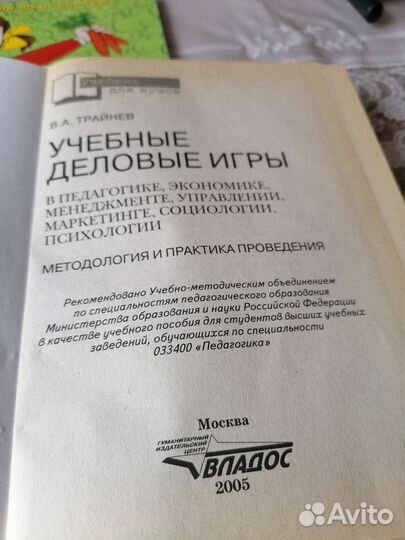 учебник
для вузов
В.А. ТРАЙНЕВ
УЧЕБНЫЕ
ДЕЛОВЫЕ ИГРЫ
В ПЕДАГОГИКЕ, ЭКОНОМИКЕ,
МЕНЕДЖМЕНТЕ, УПРАВЛЕНИИ,
МАРКЕТИНГЕ, СОЦИОЛОГИИ,
ПСИХОЛОГИИ
МЕТОДОЛОГИЯ И ПРАКТИКА ПРОВЕДЕНИЯ
Рекомендовано Учебно-методическим объединением
по специальностям педагогического образования
Министерства образования и науки Российской Федерации
в качестве учебного пособия для студентов высших учебных
заведений, обучающихся по специальности
033400 «Педагогика»
Москва
ГУМАНИТАРНЫЙ
ИЗДАТЕЛЬСКИЙ
ЦЕНТР
ВЛАДОС
2005
Avito